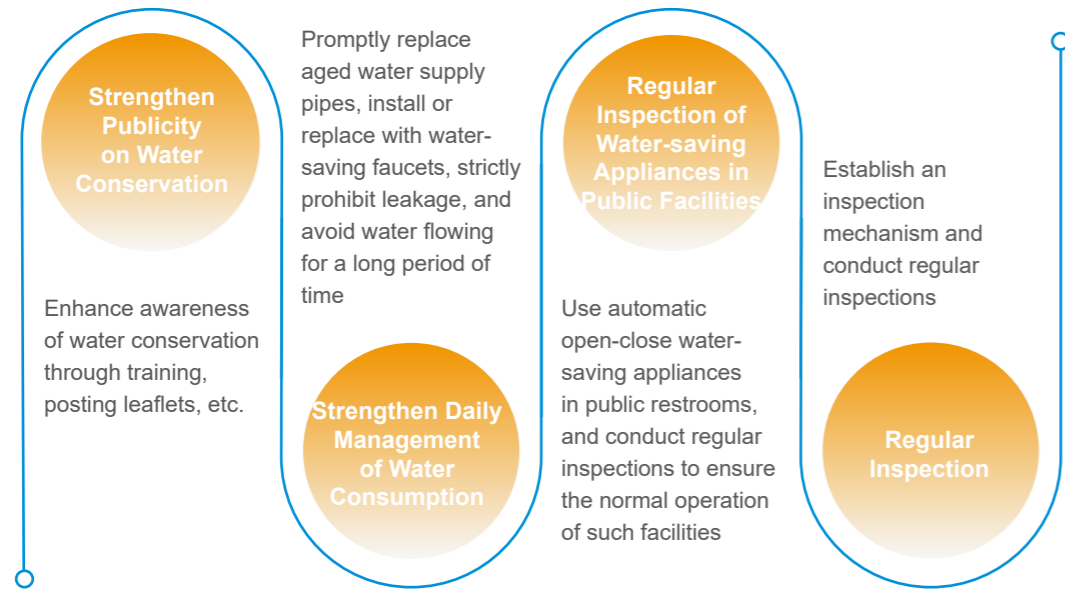 Strengthen
Publicity
on Water
Conservation
Enhance awareness
of water conservation
through training,
posting leaflets, etc.
Promptly replace
aged water supply
pipes, install or
replace with water-
saving faucets, strictly
prohibit leakage, and
avoid water flowing
for a long period of
time
Strengthen Daily
Management
of Water
Consumption
Regular
Inspection of
Water-saving
Appliances in
Public Facilities
Use automatic
open-close water-
saving appliances
in public restrooms,
and conduct regular
inspections to ensure
the normal operation
of such facilities
Establish an
inspection
mechanism and
conduct regular
inspections
Regular
Inspection